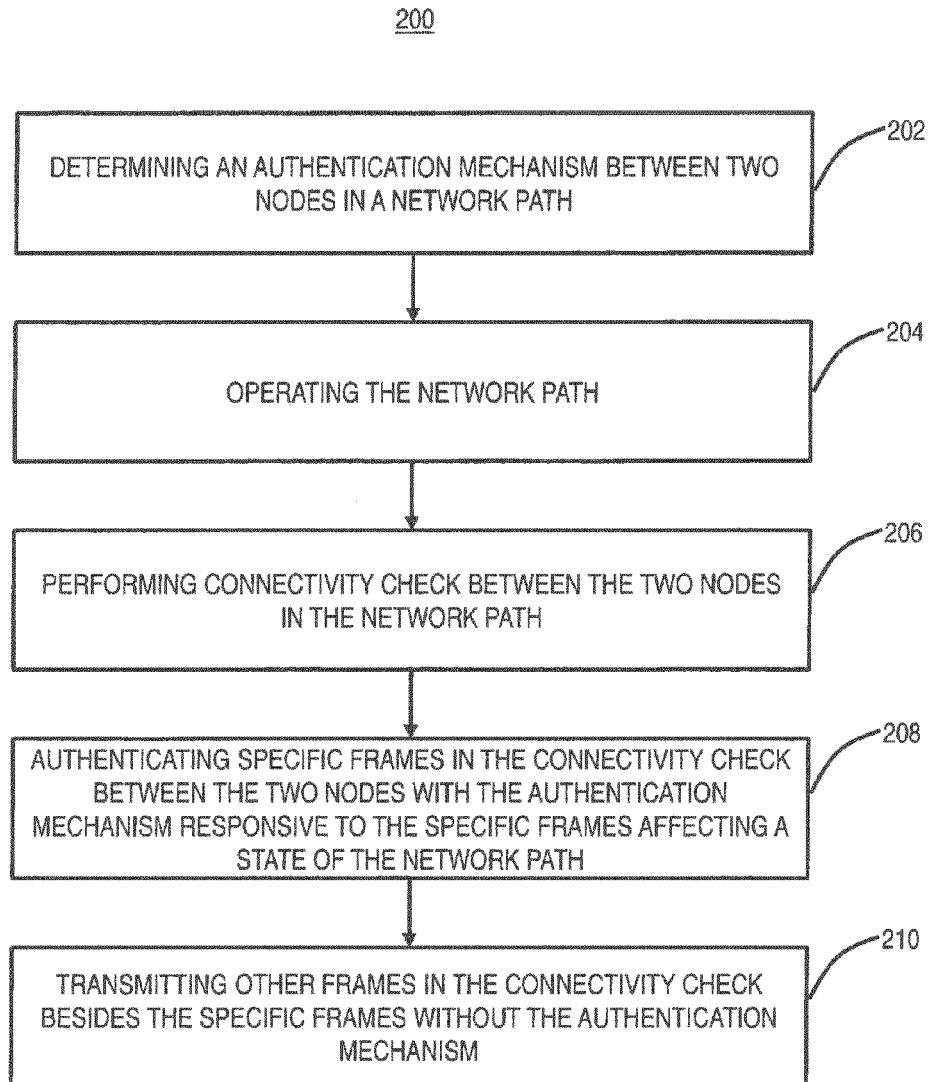 200
202
DETERMINING AN AUTHENTICATION MECHANISM BETWEEN TWO
NODES IN A NETWORK PATH
204
OPERATING THE NETWORK PATH
206
PERFORMING CONNECTIVITY CHECK BETWEEN THE TWO NODES
IN THE NETWORK PATH
208
AUTHENTICATING SPECIFIC FRAMES IN THE CONNECTIVITY CHECK
BETWEEN THE TWO NODES WITH THE AUTHENTICATION
MECHANISM RESPONSIVE TO THE SPECIFIC FRAMES AFFECTING A
STATE OF THE NETWORK PATH
210
TRANSMITTING OTHER FRAMES IN THE CONNECTIVITY CHECK
BESIDES THE SPECIFIC FRAMES WITHOUT THE AUTHENTICATION
MECHANISM